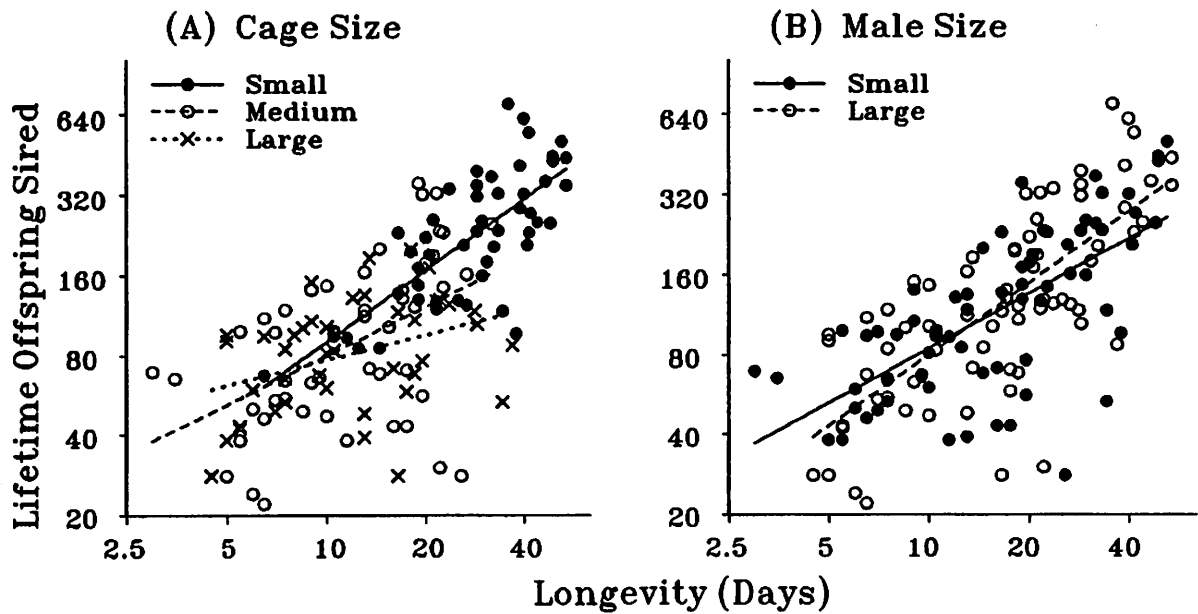 (A) Cage Size
(B) Male Size
Lifetime Offspring Sired
Small
Medium
Large
640
320
160
80
40
20
2.5
5
10
20
40
Small
Large
640
320
160
80
40
20
2.5
5
10
20
40
Longevity (Days)